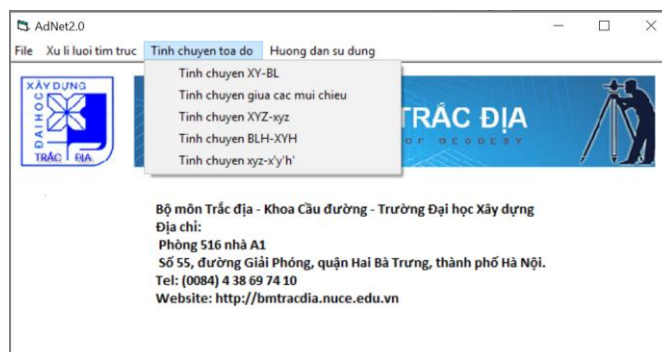 AdNet2.0
File Xu li luoi tim truc Tinh chuyen toa do Huong dan su dung
Tinh chuyen XY-BL
Tinh chuyen giua cac mui chieu
Tinh chuyen XYZ-xyz
Tinh chuyen BLH-XYH
Tinh chuyen xyz-x'y'h'
XÂY DỰNG
ĐAIHỌC
TRẮC ĐỊA
TRẮC ĐỊA
OF GEODESY
Bộ môn Trắc địa - Khoa Cầu đường - Trường Đại học Xây dựng
Địa chỉ:
Phòng 516 nhà A1
Số 55, đường Giải Phóng, quận Hai Bà Trưng, thành phố Hà Nội.
Tel: (0084) 4 38 69 74 10
Website: http://bmtracdia.nuce.edu.vn